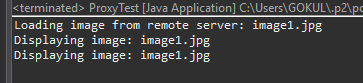 <terminated> ProxyTest [Java Application] C:\Users\GOKUL\.p2\po
Loading image from remote server: image1.jpg
Displaying image: image1.jpg
Displaying image: image1.jpg